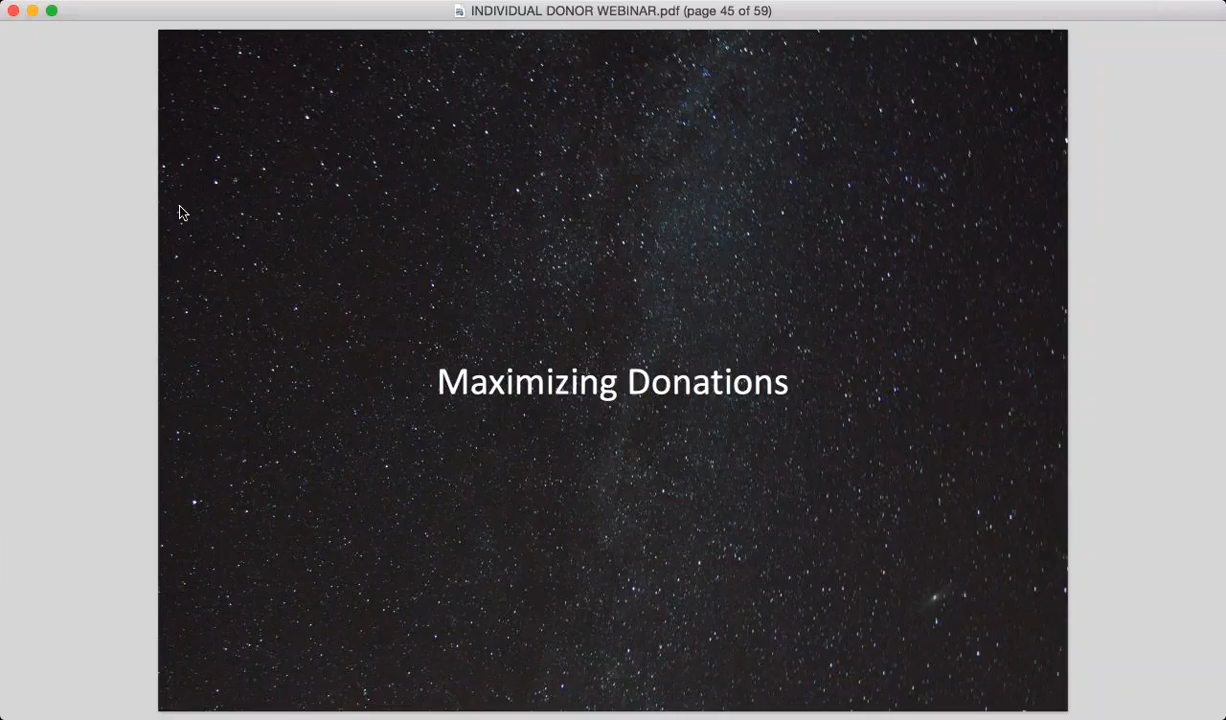 INDIVIDUAL DONOR WEBINAR.pdf (page 45 of 59)
Maximizing Donations